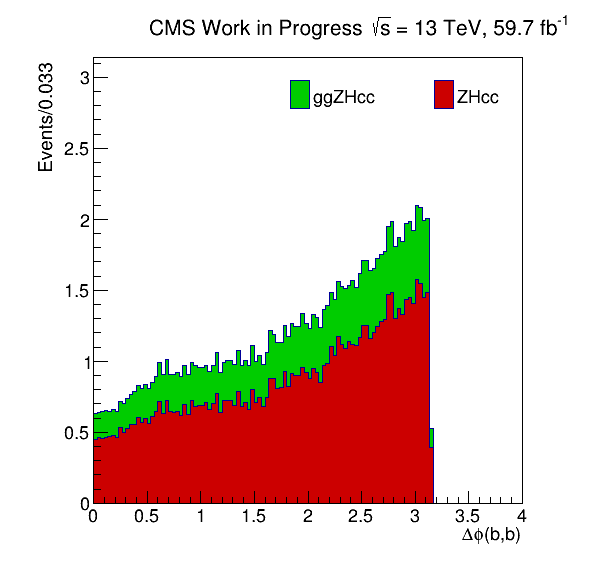 CMS Work in Progress √s = 13 TeV, 59.7 fb⁻¹
Events/0.033
3
2.5
2
1.5
1
0.5
0
ggZHcc ZHcc
0 0.5 1 1.5 2 2.5 3 3.5 4
Δϕ(b,b)